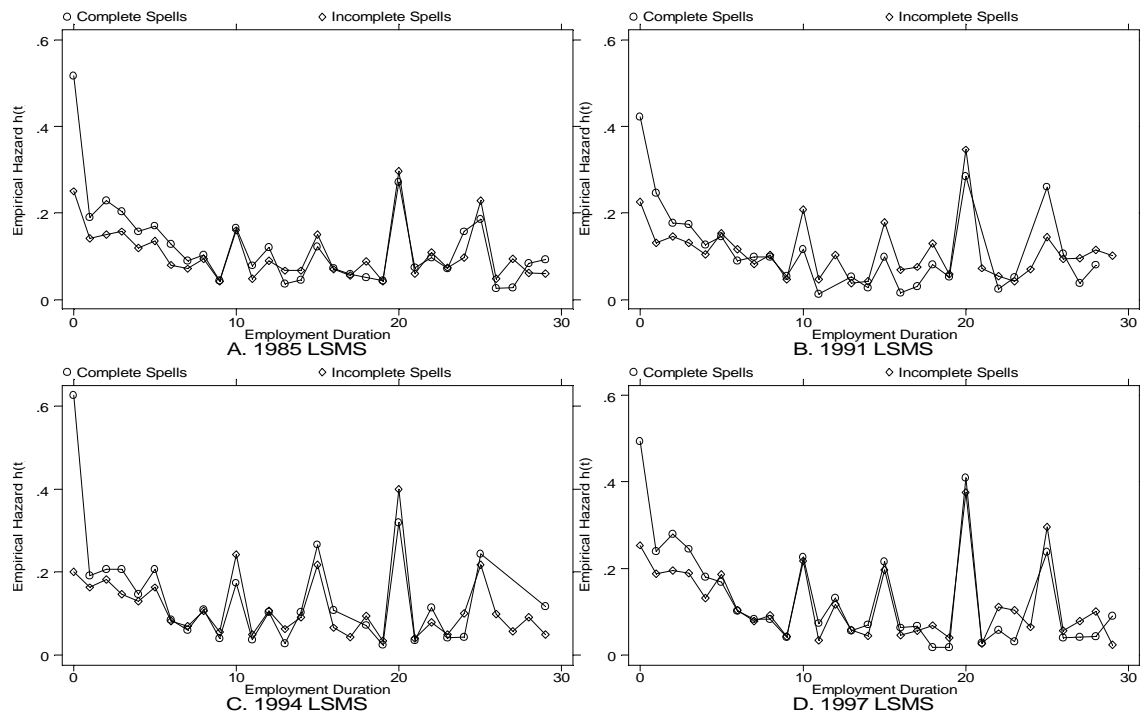 Complete Spells Incomplete Spells
.6
.4
.2
0
Empirical Hazard h(t
0 10 20 30
Employment Duration
A. 1985 LSMS
Complete Spells Incomplete Spells
.6
.4
.2
0
Empirical Hazard h(t)
0 10 20 30
Employment Duration
B. 1991 LSMS
Complete Spells Incomplete Spells
.6
.4
.2
0
Empirical Hazard h(t
0 10 20 30
Employment Duration
C. 1994 LSMS
Complete Spells Incomplete Spells
.6
.4
.2
0
Empirical Hazard h(t)
0 10 20 30
Employment Duration
D. 1997 LSMS